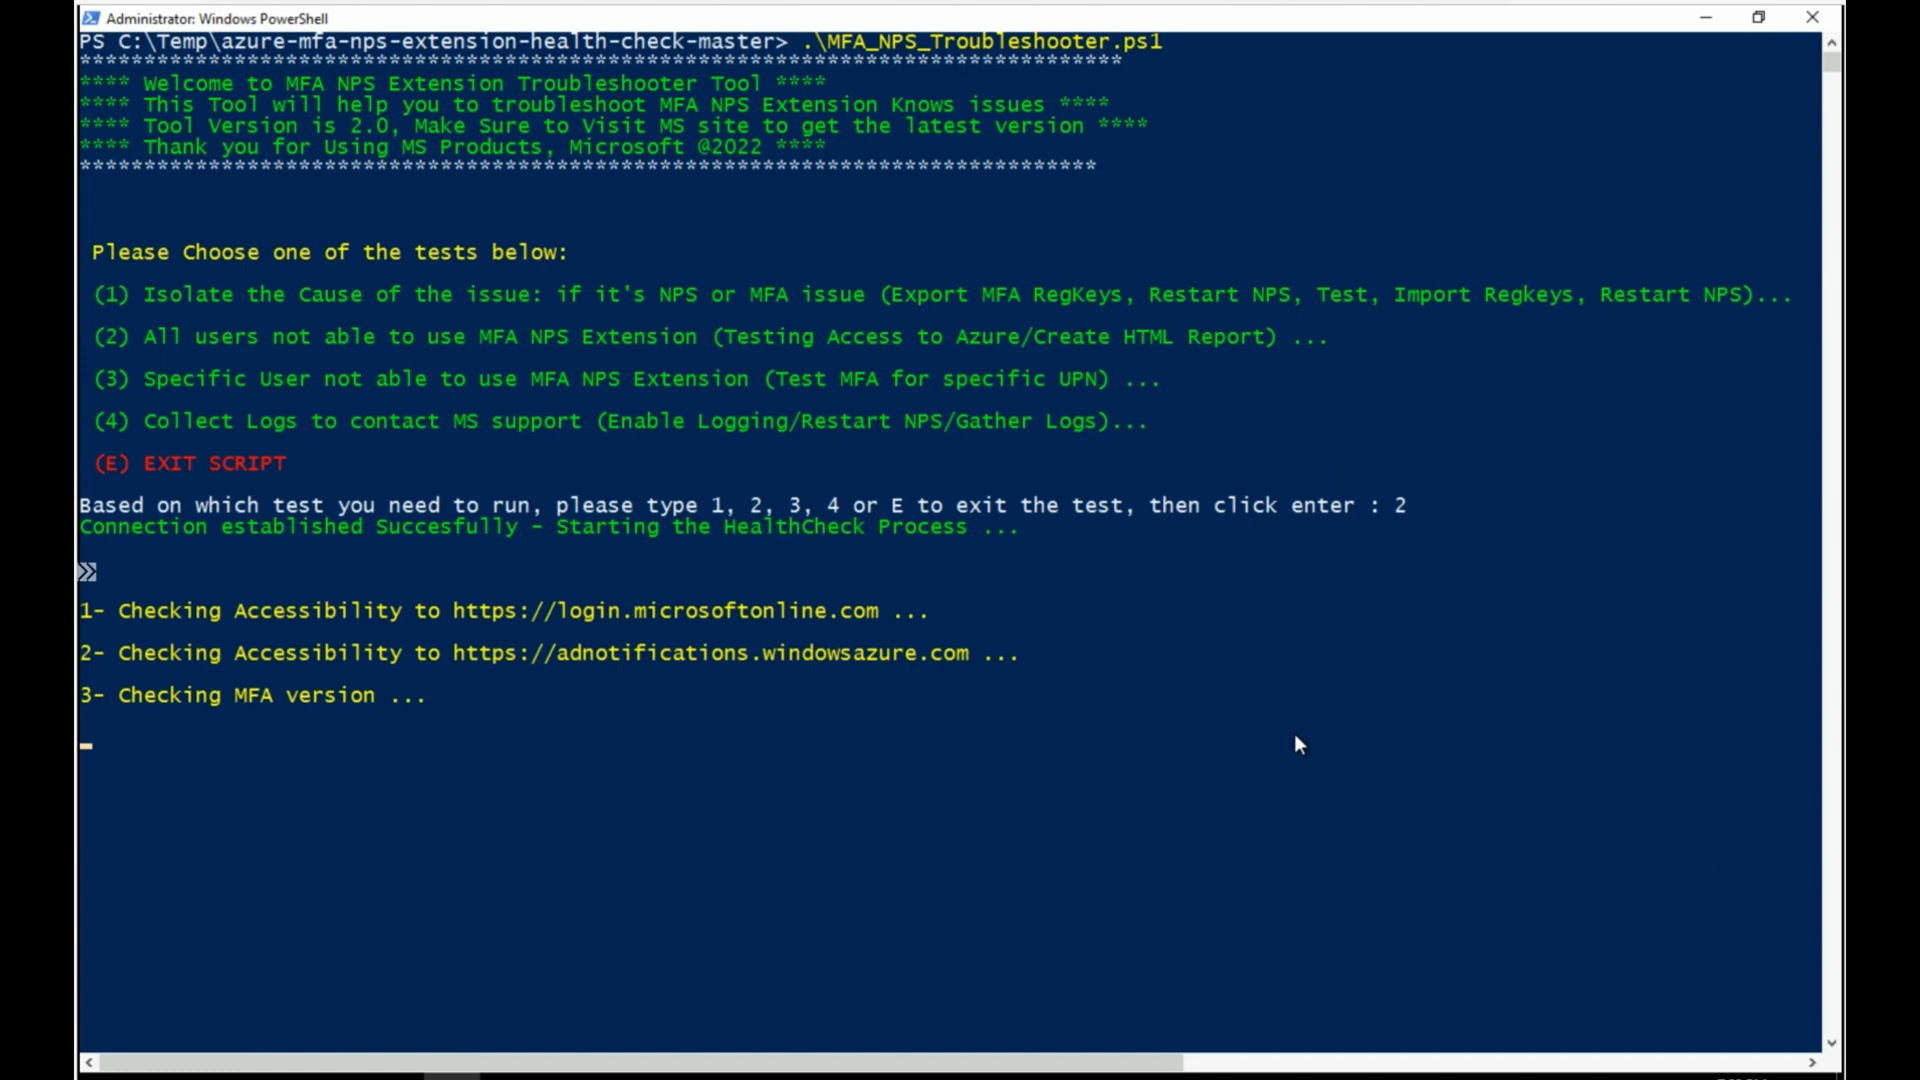 Administrator: Windows PowerShell
PS C:\Temp\azure-mfa-nps-extension-health-check-master> .\MFA_NPS_Troubleshooter.ps1
*********************************************************************************
**** Welcome to MFA NPS Extension Troubleshooter Tool ****
**** This Tool will help you to troubleshoot MFA NPS Extension Knows issues ****
**** Tool Version is 2.0, Make Sure to Visit MS site to get the latest version ****
**** Thank you for Using MS Products, Microsoft @2022 ****
*******************************************************************************
Please Choose one of the tests below:
(1) Isolate the Cause of the issue: if it's NPS or MFA issue (Export MFA RegKeys, Restart NPS, Test, Import Regkeys, Restart NPS)...
(2) All users not able to use MFA NPS Extension (Testing Access to Azure/Create HTML Report) ...
(3) Specific User not able to use MFA NPS Extension (Test MFA for specific UPN) ...
(4) Collect Logs to contact MS support (Enable Logging/Restart NPS/Gather Logs)...
(E) EXIT SCRIPT
Based on which test you need to run, please type 1, 2, 3, 4 or E to exit the test, then click enter : 2
Connection established Succesfully - Starting the HealthCheck Process ...
1- Checking Accessibility to https://login.microsoftonline.com ...
2- Checking Accessibility to https://adnotifications.windowsazure.com ...
3- Checking MFA version ...